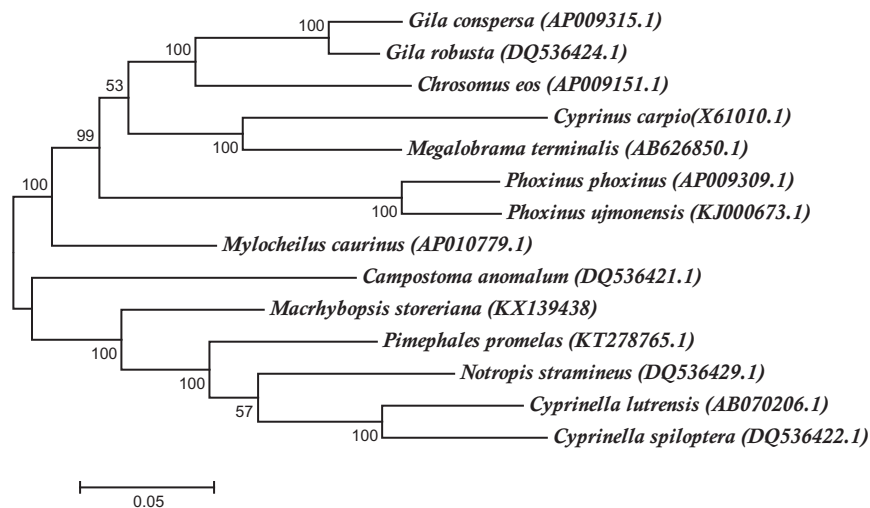 100
Gila conspersa (AP009315.1)
100
Gila robusta (DQ536424.1)
53
Chrosomus eos (AP009151.1)
Cyprinus carpio(X61010.1)
99
100
Megalobrama terminalis (AB626850.1)
100
Phoxinus phoxinus (AP009309.1)
100
Phoxinus ujmonensis (KJ000673.1)
Mylocheilus caurinus (AP010779.1)
Campostoma anomalum (DQ536421.1)
Macrhybopsis storeriana (KX139438)
100
Pimephales promelas (KT278765.1)
100
Notropis stramineus (DQ536429.1)
57
Cyprinella lutrensis (AB070206.1)
100
Cyprinella spiloptera (DQ536422.1)
0.05